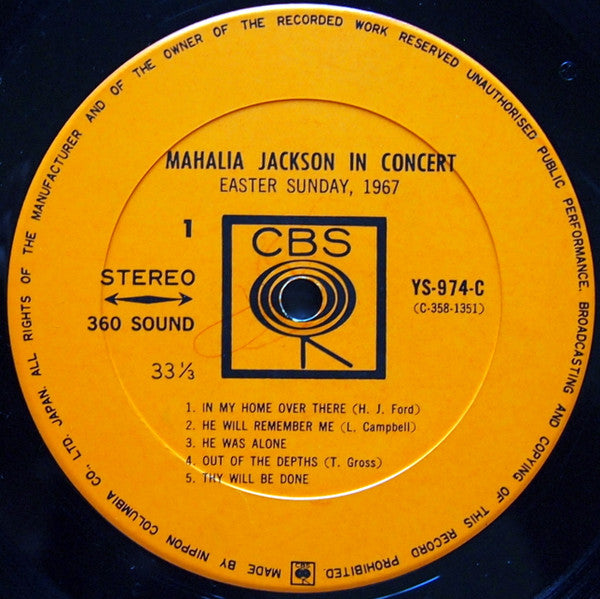 MAHALIA JACKSON IN CONCERT
EASTER SUNDAY, 1967
1
CBS
STEREO
360 SOUND
33⅓
YS-974-C
(C-358-1351)
1. IN MY HOME OVER THERE (H. J. Ford)
2. HE WILL REMEMBER ME (L. Campbell)
3. HE WAS ALONE
4. OUT OF THE DEPTHS (T. Gross)
5. THY WILL BE DONE
MADE BY NIPPON COLUMBIA CO., LTD. JAPAN. ALL RIGHTS OF THE MANUFACTURER AND OF THE OWNER OF THE RECORDED WORK RESERVED UNAUTHORISED PUBLIC PERFORMANCE, BROADCASTING AND COPYING OF THIS RECORD PROHIBITED.